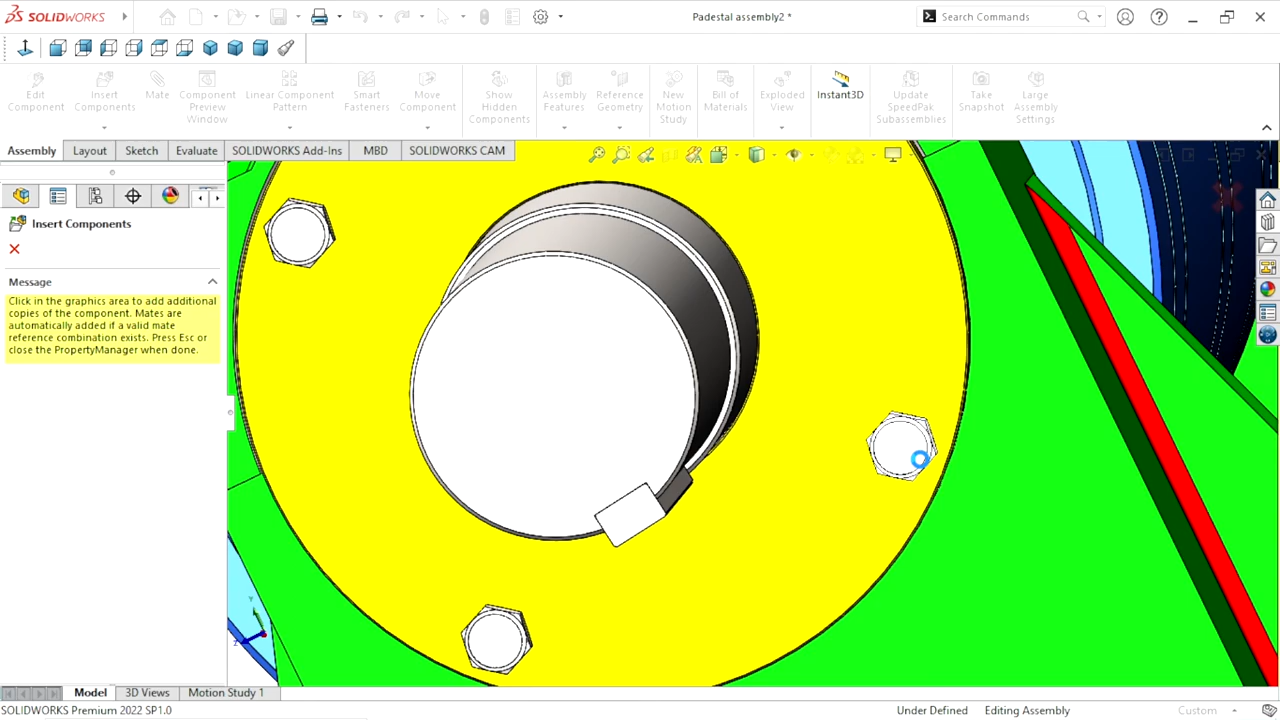 SOLIDWORKS
Padestal assembly2 *
Search Commands
Edit Component
Insert Components
Mate
Component Preview Window
Linear Component Pattern
Smart Fasteners
Move Component
Show Hidden Components
Assembly Features
Reference Geometry
New Motion Study
Bill of Materials
Exploded View
Instant3D
Update SpeedPak Subassemblies
Take Snapshot
Large Assembly Settings
Assembly
Layout
Sketch
Evaluate
SOLIDWORKS Add-Ins
MBD
SOLIDWORKS CAM
Insert Components
Message
Click in the graphics area to add additional
copies of the component. Mates are
automatically added if a valid mate
reference combination exists. Press Esc or
close the PropertyManager when done.
Y
Z
Model
3D Views
Motion Study 1
SOLIDWORKS Premium 2022 SP1.0
Under Defined
Editing Assembly
Custom